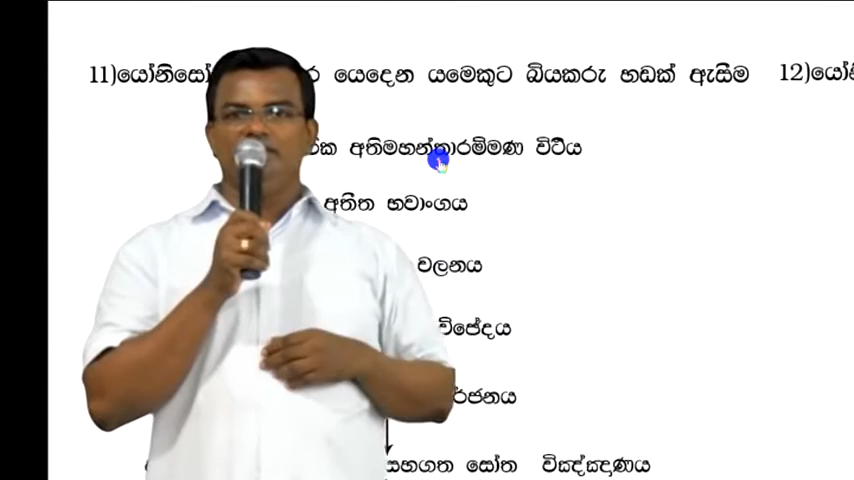 11)යෝනිසෝ යෙදෙන යමෙකුට බියකරු හඬක් ඇසීම 12)යෝනි
අතිමහන්තාරම්මණ විථිය
අතීත භවාංගය
චලනය
විපේදය
ර්ජනය
සහගත සෝත විඤ්ඤාණය